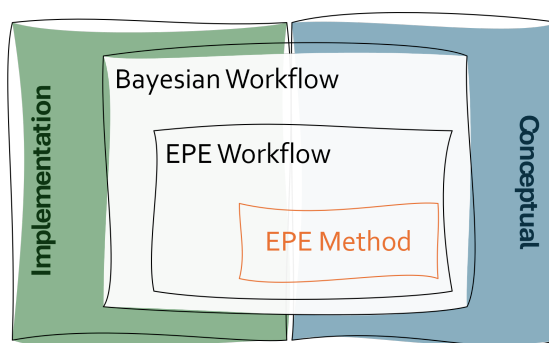 Implementation
Bayesian Workflow
EPE Workflow
EPE Method
Conceptual